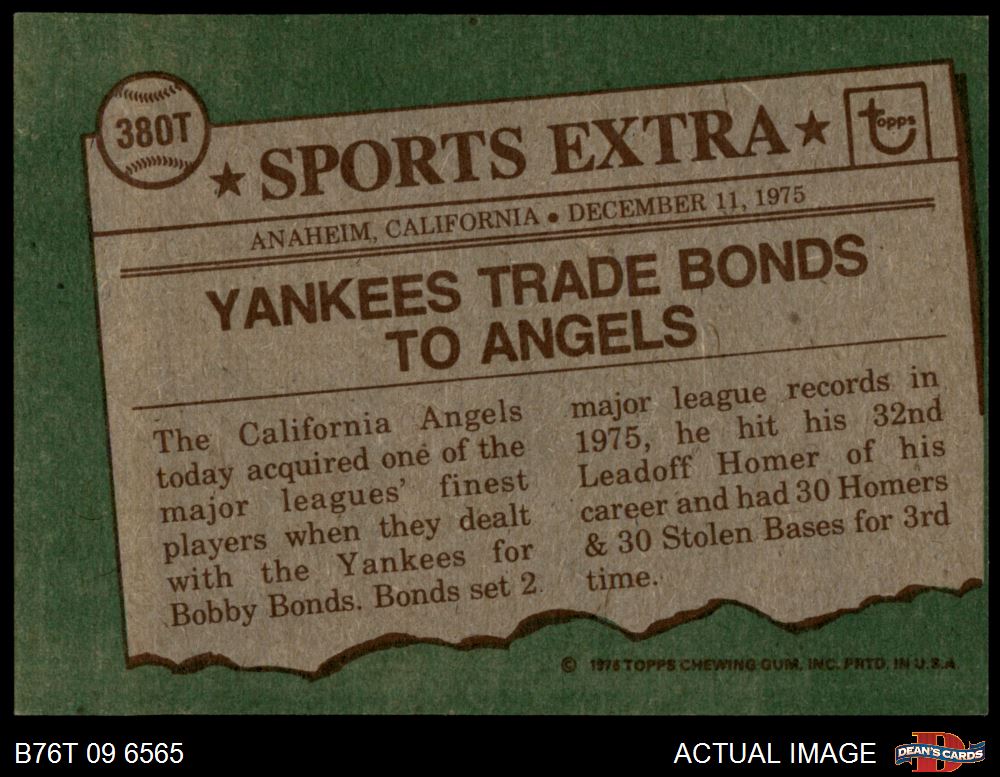 380T
★ SPORTS EXTRA ★
topps
ANAHEIM, CALIFORNIA • DECEMBER 11, 1975
YANKEES TRADE BONDS
TO ANGELS
The California Angels
today acquired one of the
major leagues' finest
players when they dealt
with the Yankees for
Bobby Bonds. Bonds set 2
major league records in
1975, he hit his 32nd
Leadoff Homer of his
career and had 30 Homers
& 30 Stolen Bases for 3rd
time.
© 1976 TOPPS CHEWING GUM, INC. PRTD. IN U.S.A.
B76T 09 6565
ACTUAL IMAGE
DEAN'S CARDS